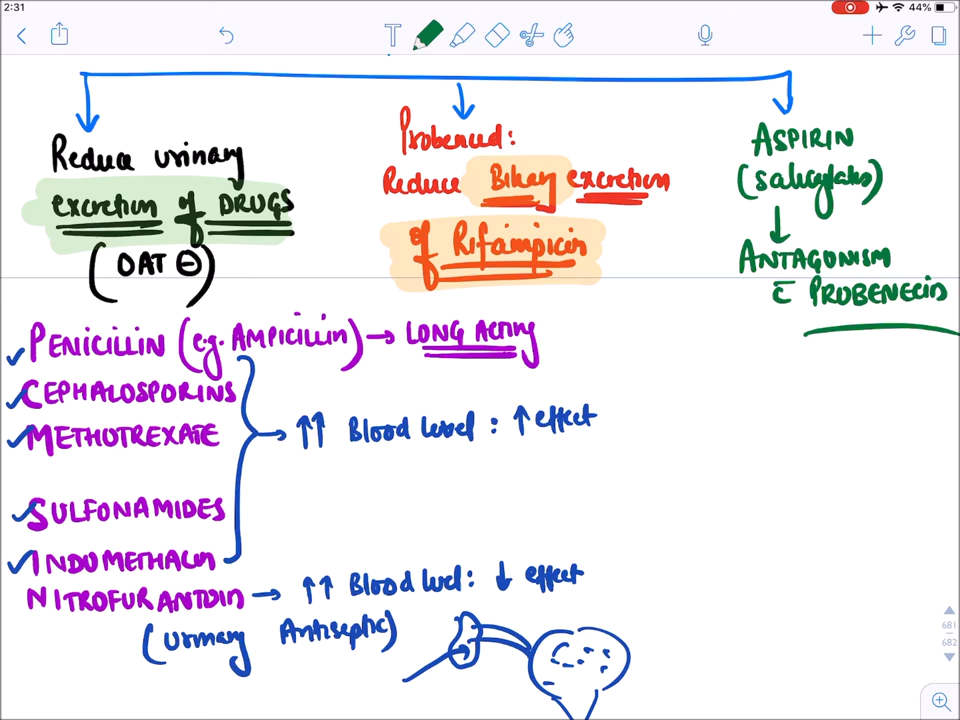 2:31
44%
T
Reduce urinary
excretion of DRUGS
(OAT ⊖)
Probenecid:
Reduce Biliary excretion
of Rifampicin
ASPIRIN
(Salicylates)
↓
ANTAGONISM
c̄ PROBENECID
PENICILLIN (e.g. AMPICILLIN) → LONG ACTING
CEPHALOSPORINS
METHOTREXATE
→ ↑↑ Blood level : ↑ effect
SULFONAMIDES
INDOMETHACIN
NITROFURANTOIN → ↑↑ Blood level : ↓ effect
(Urinary Antiseptic)
681
682